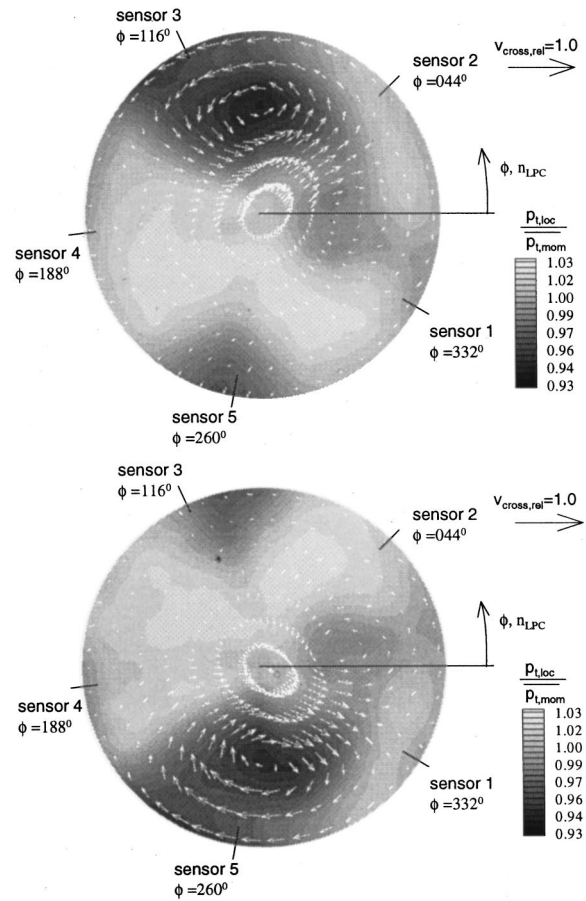 sensor 3
ϕ =116⁰
sensor 2
ϕ =044⁰
v_cross,rel=1.0
ϕ, n_LPC
sensor 4
ϕ =188⁰
p_t,loc
p_t,mom
1.03
1.02
1.00
0.99
0.97
0.96
0.94
0.93
sensor 1
ϕ =332⁰
sensor 5
ϕ =260⁰
sensor 3
ϕ =116⁰
sensor 2
ϕ =044⁰
v_cross,rel=1.0
ϕ, n_LPC
sensor 4
ϕ =188⁰
p_t,loc
p_t,mom
1.03
1.02
1.00
0.99
0.97
0.96
0.94
0.93
sensor 1
ϕ =332⁰
sensor 5
ϕ =260⁰